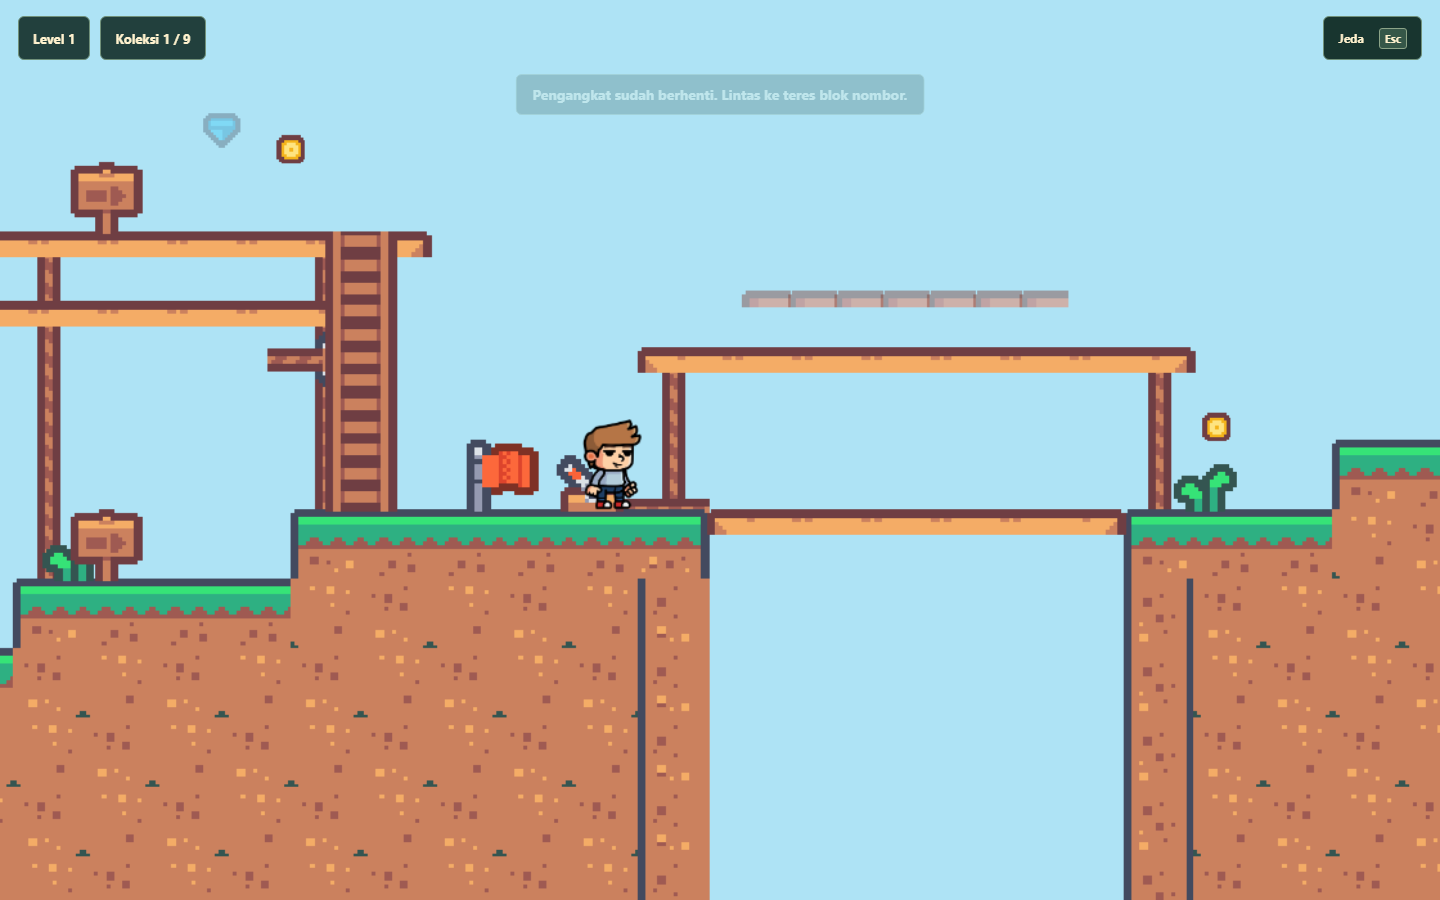 Level 1
Koleksi 1 / 9
Jeda Esc
Pengangkat sudah berhenti. Lintas ke teres blok nombor.